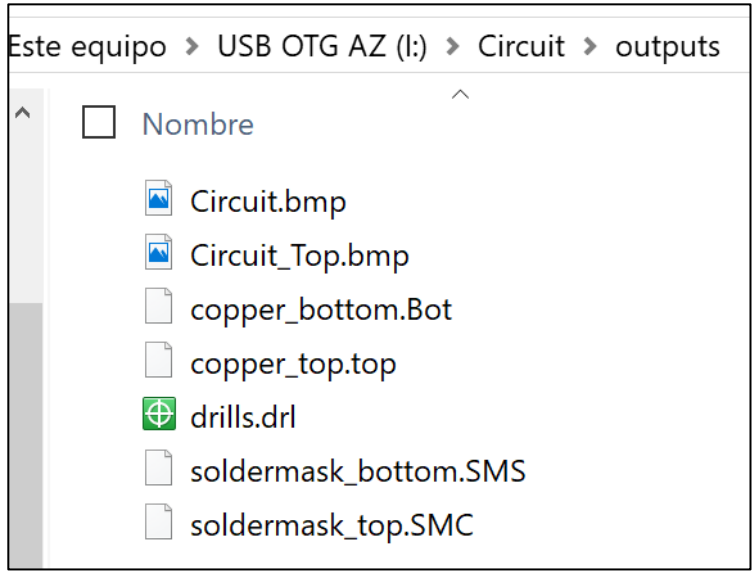 Este equipo > USB OTG AZ (I:) > Circuit > outputs
Nombre
Circuit.bmp
Circuit_Top.bmp
copper_bottom.Bot
copper_top.top
drills.drl
soldermask_bottom.SMS
soldermask_top.SMC